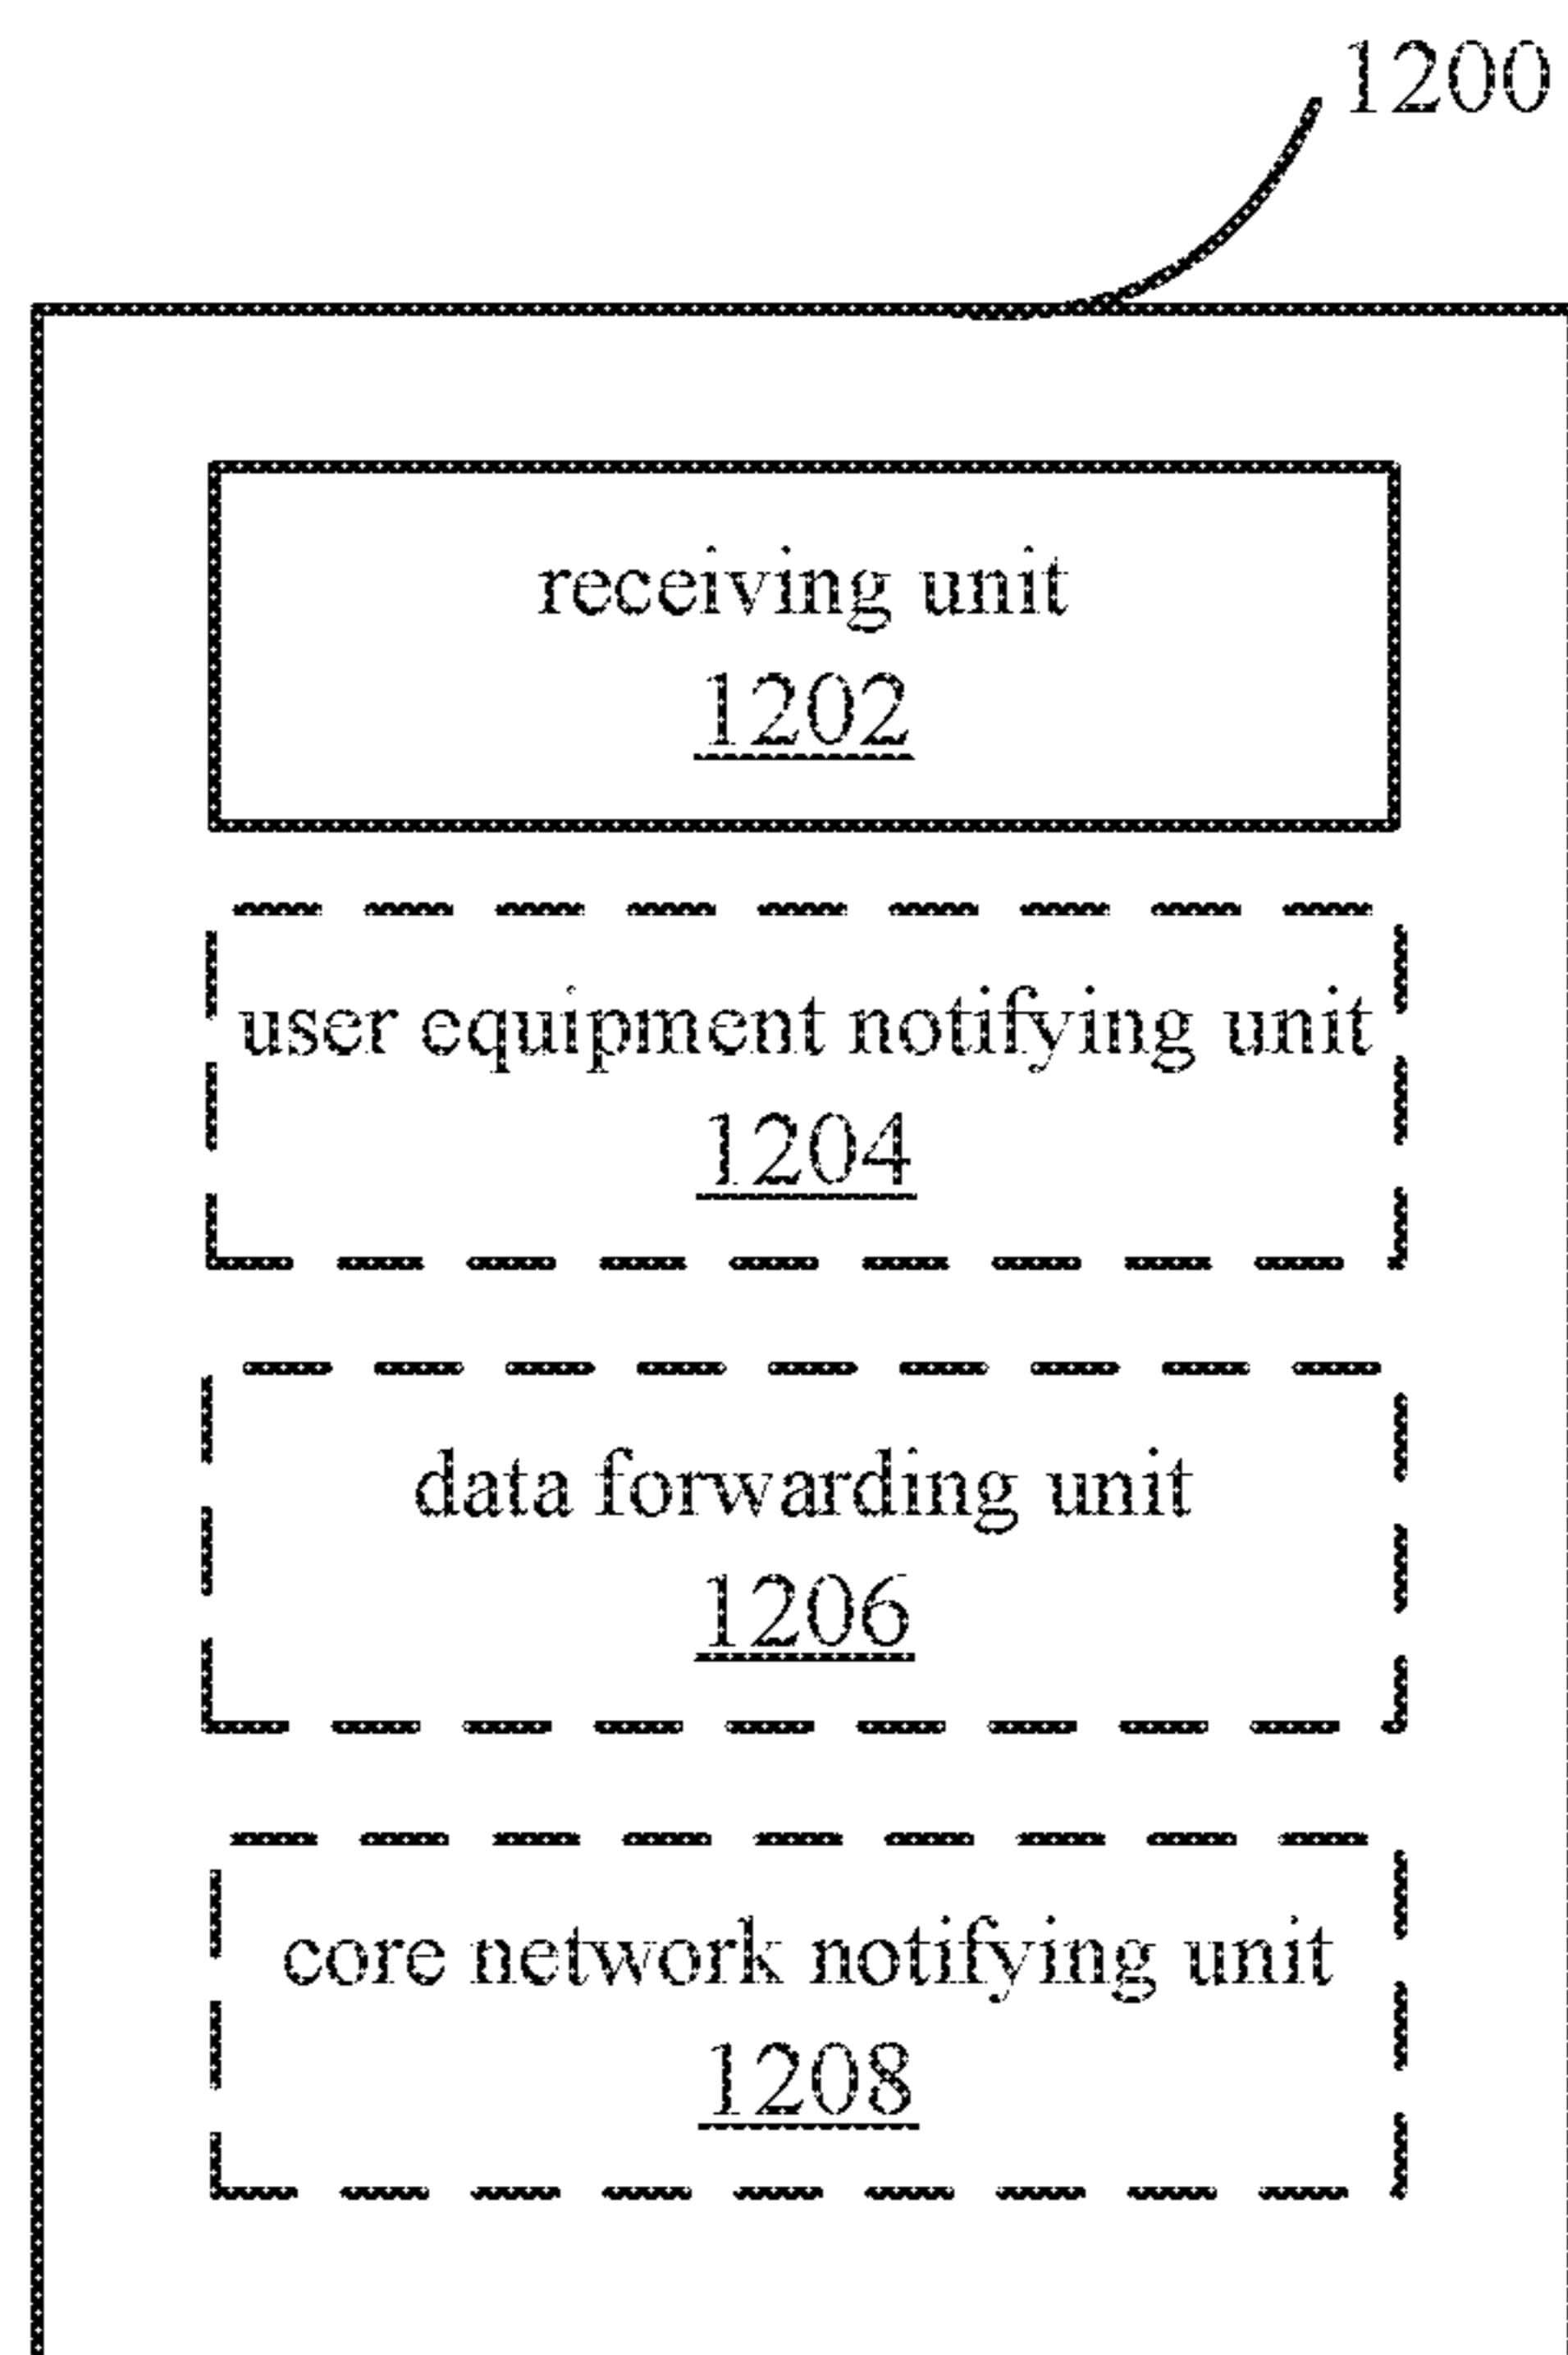 1200
receiving unit
1202
user equipment notifying unit
1204
data forwarding unit
1206
core network notifying unit
1208